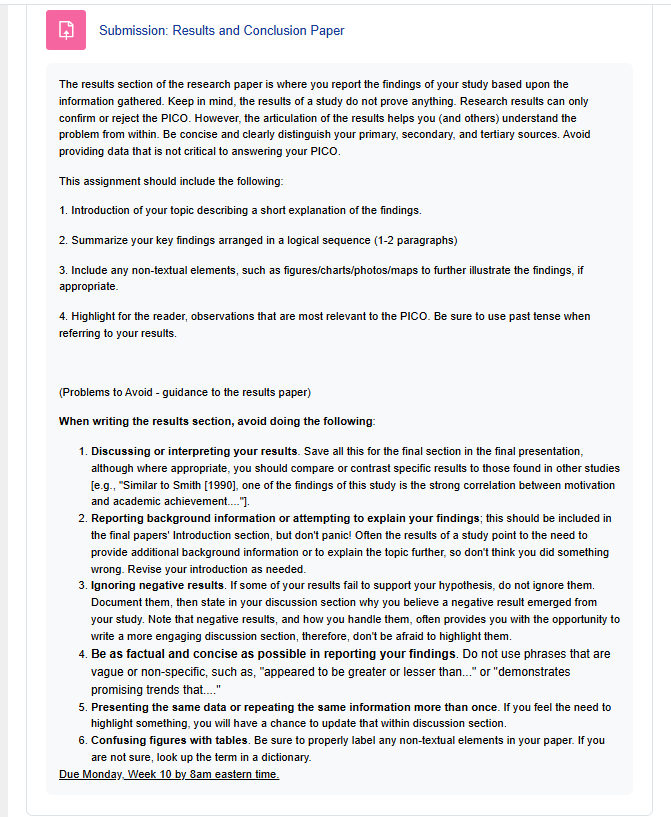 Submission: Results and Conclusion Paper
The results section of the research paper is where you report the findings of your study based upon the
information gathered. Keep in mind, the results of a study do not prove anything. Research results can only
confirm or reject the PICO. However, the articulation of the results helps you (and others) understand the
problem from within. Be concise and clearly distinguish your primary, secondary, and tertiary sources. Avoid
providing data that is not critical to answering your PICO.
This assignment should include the following:
1. Introduction of your topic describing a short explanation of the findings.
2. Summarize your key findings arranged in a logical sequence (1-2 paragraphs)
3. Include any non-textual elements, such as figures/charts/photos/maps to further illustrate the findings, if
appropriate.
4. Highlight for the reader, observations that are most relevant to the PICO. Be sure to use past tense when
referring to your results.
(Problems to Avoid - guidance to the results paper)
When writing the results section, avoid doing the following:
1. Discussing or interpreting your results. Save all this for the final section in the final presentation,
although where appropriate, you should compare or contrast specific results to those found in other studies
[e.g., "Similar to Smith [1990], one of the findings of this study is the strong correlation between motivation
and academic achievement...."].
2. Reporting background information or attempting to explain your findings; this should be included in
the final papers' Introduction section, but don't panic! Often the results of a study point to the need to
provide additional background information or to explain the topic further, so don't think you did something
wrong. Revise your introduction as needed.
3. Ignoring negative results. If some of your results fail to support your hypothesis, do not ignore them.
Document them, then state in your discussion section why you believe a negative result emerged from
your study. Note that negative results, and how you handle them, often provides you with the opportunity to
write a more engaging discussion section, therefore, don't be afraid to highlight them.
4. Be as factual and concise as possible in reporting your findings. Do not use phrases that are
vague or non-specific, such as, "appeared to be greater or lesser than..." or "demonstrates
promising trends that...."
5. Presenting the same data or repeating the same information more than once. If you feel the need to
highlight something, you will have a chance to update that within discussion section.
6. Confusing figures with tables. Be sure to properly label any non-textual elements in your paper. If you
are not sure, look up the term in a dictionary.
Due Monday, Week 10 by 8am eastern time.